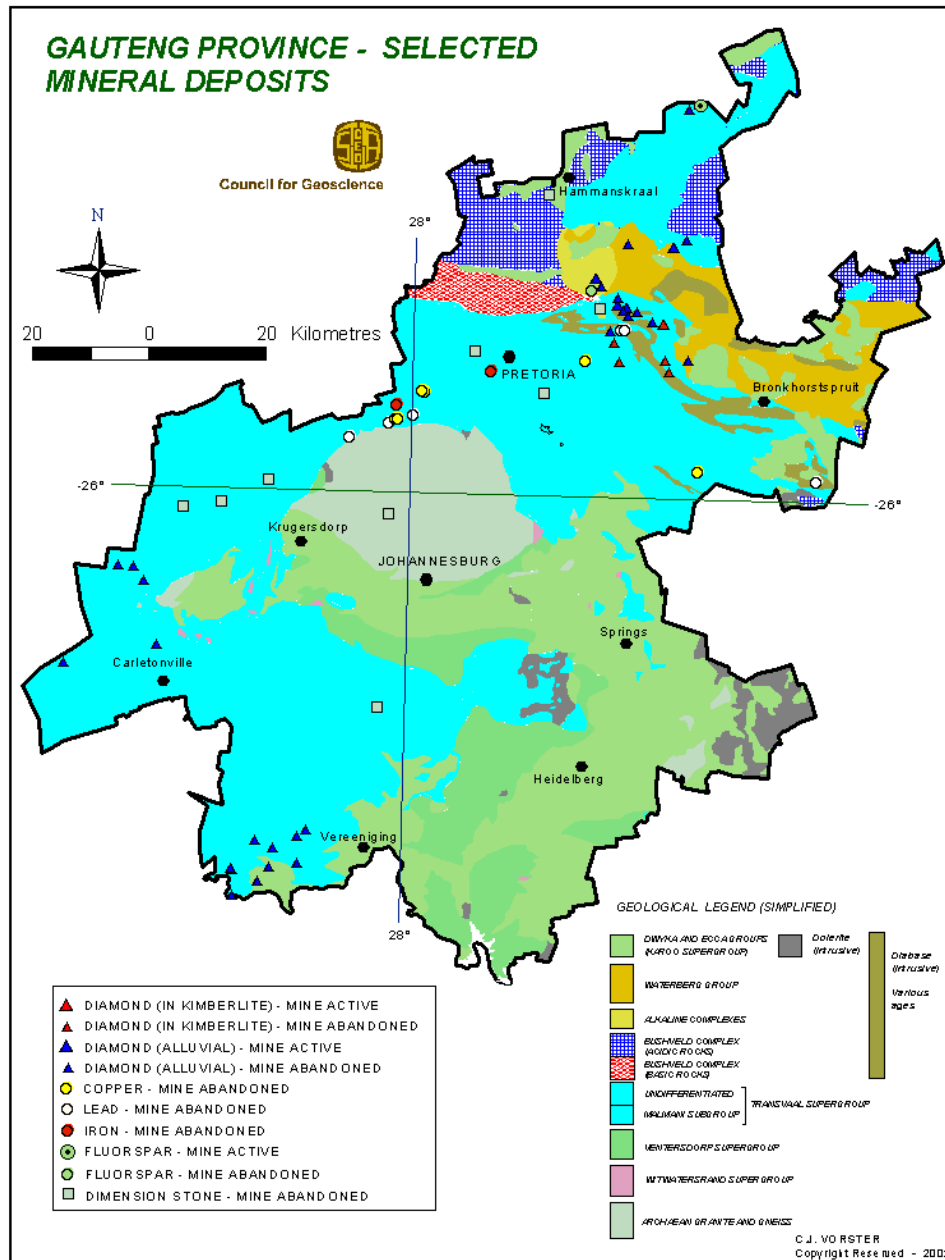 GAUTENG PROVINCE - SELECTED
MINERAL DEPOSITS
Council for Geoscience
N
20 0 20 Kilometres
28°
Hammanskraal
PRETORIA
Bronkhorstspruit
-26°
-26°
Krugersdorp
JOHANNESBURG
Springs
Carletonville
Heidelberg
Vereeniging
28°
DIAMOND (IN KIMBERLITE) - MINE ACTIVE
DIAMOND (IN KIMBERLITE) - MINE ABANDONED
DIAMOND (ALLUVIAL) - MINE ACTIVE
DIAMOND (ALLUVIAL) - MINE ABANDONED
COPPER - MINE ABANDONED
LEAD - MINE ABANDONED
IRON - MINE ABANDONED
FLUORSPAR - MINE ACTIVE
FLUORSPAR - MINE ABANDONED
DIMENSION STONE - MINE ABANDONED
GEOLOGICAL LEGEND (SIMPLIFIED)
DWYKA AND ECCA GROUPS
(KAROO SUPERGROUP)
Dolerite
(intrusive)
WATERBERG GROUP
ALKALINE COMPLEXES
BUSHVELD COMPLEX
(ACIDIC ROCKS)
BUSHVELD COMPLEX
(BASIC ROCKS)
Diabase
(intrusive)
Various
ages
UNDIFFERENTIATED
MALMANI SUBGROUP
TRANSVAAL SUPERGROUP
VENTERSDORP SUPERGROUP
WITWATERSRAND SUPERGROUP
ARCHAEAN GRANITE AND GNEISS
C.J. VORSTER
Copyright Reserved - 200